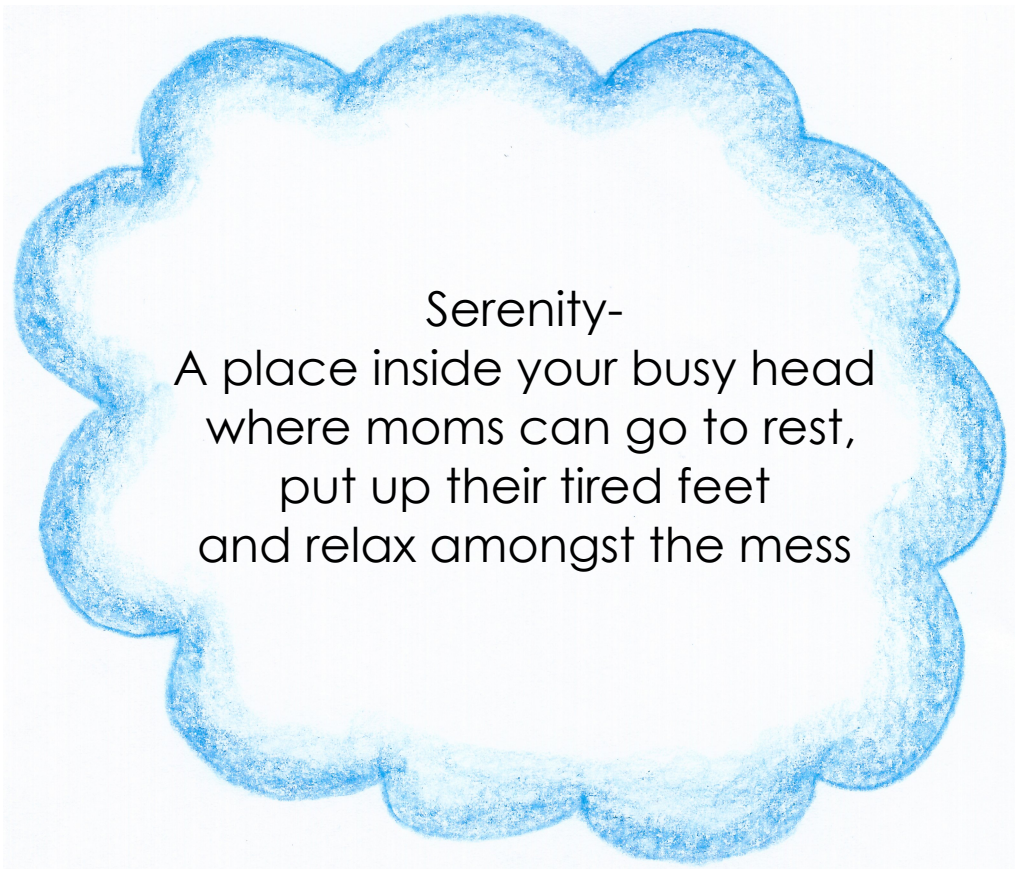 Serenity-
A place inside your busy head
where moms can go to rest,
put up their tired feet
and relax amongst the mess